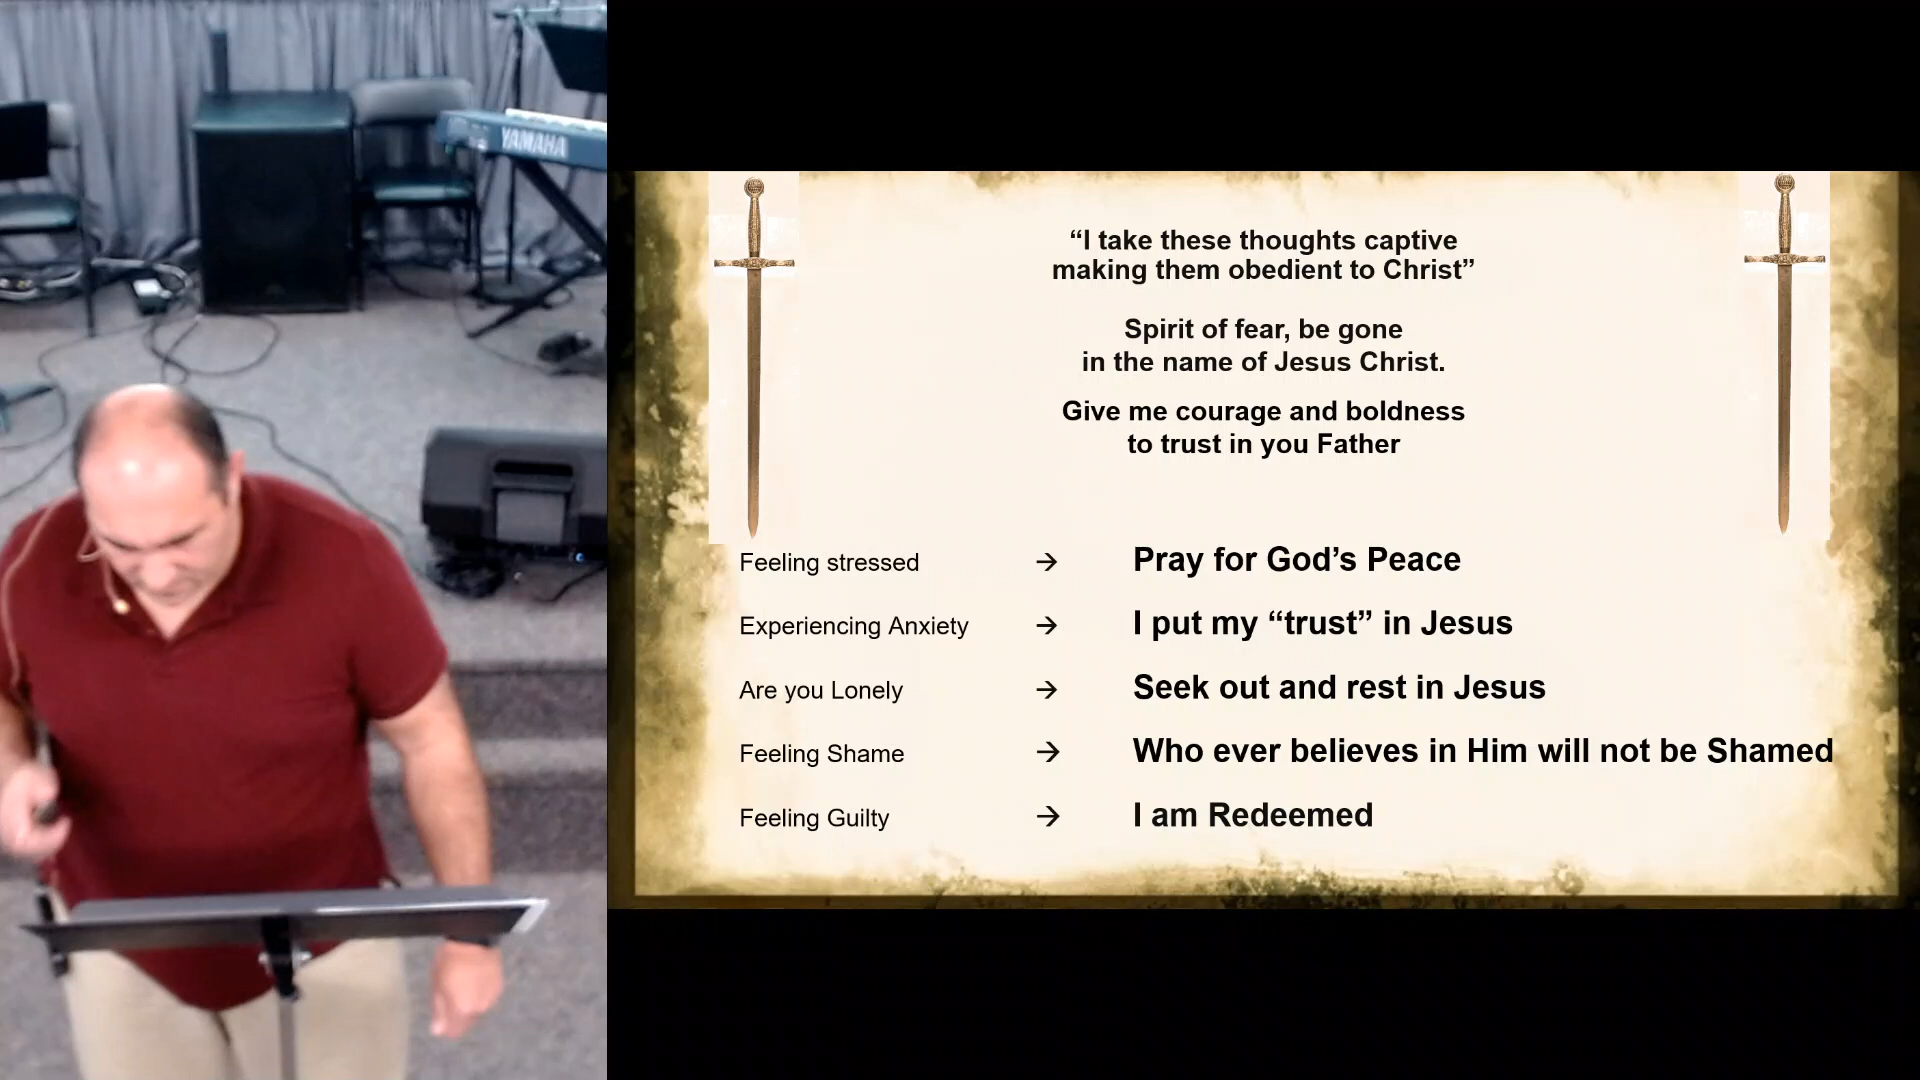 YAMAHA
“I take these thoughts captive
making them obedient to Christ”
Spirit of fear, be gone
in the name of Jesus Christ.
Give me courage and boldness
to trust in you Father
Feeling stressed → Pray for God’s Peace
Experiencing Anxiety → I put my “trust” in Jesus
Are you Lonely → Seek out and rest in Jesus
Feeling Shame → Who ever believes in Him will not be Shamed
Feeling Guilty → I am Redeemed